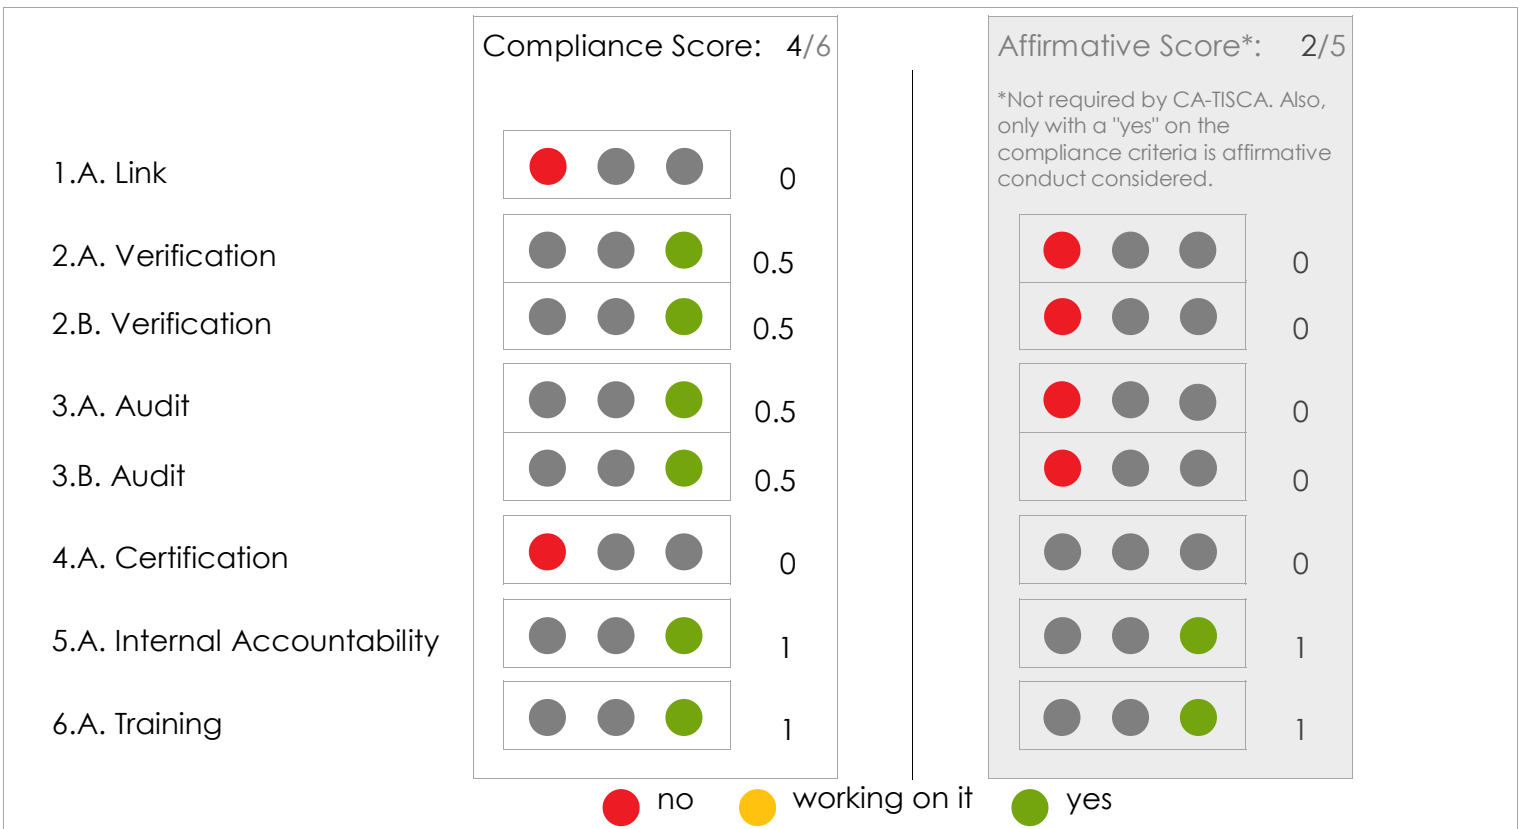 Compliance Score: 4/6
Affirmative Score*: 2/5
*Not required by CA-TISCA. Also,
only with a "yes" on the
compliance criteria is affirmative
conduct considered.
1.A. Link 0
2.A. Verification 0.5 0
2.B. Verification 0.5 0
3.A. Audit 0.5 0
3.B. Audit 0.5 0
4.A. Certification 0 0
5.A. Internal Accountability 1 1
6.A. Training 1 1
no working on it yes